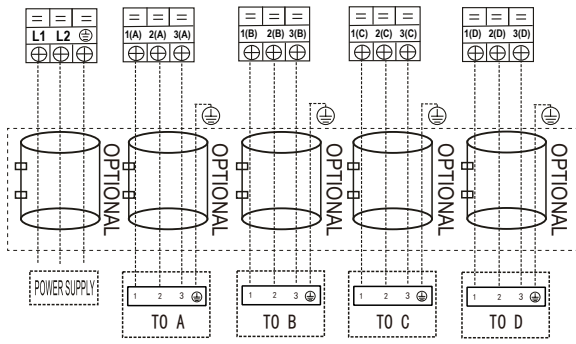 L1 L2
1(A) 2(A) 3(A)
1(B) 2(B) 3(B)
1(C) 2(C) 3(C)
1(D) 2(D) 3(D)
OPTIONAL
OPTIONAL
OPTIONAL
OPTIONAL
OPTIONAL
POWER SUPPLY
1 2 3
TO A
1 2 3
TO B
1 2 3
TO C
1 2 3
TO D